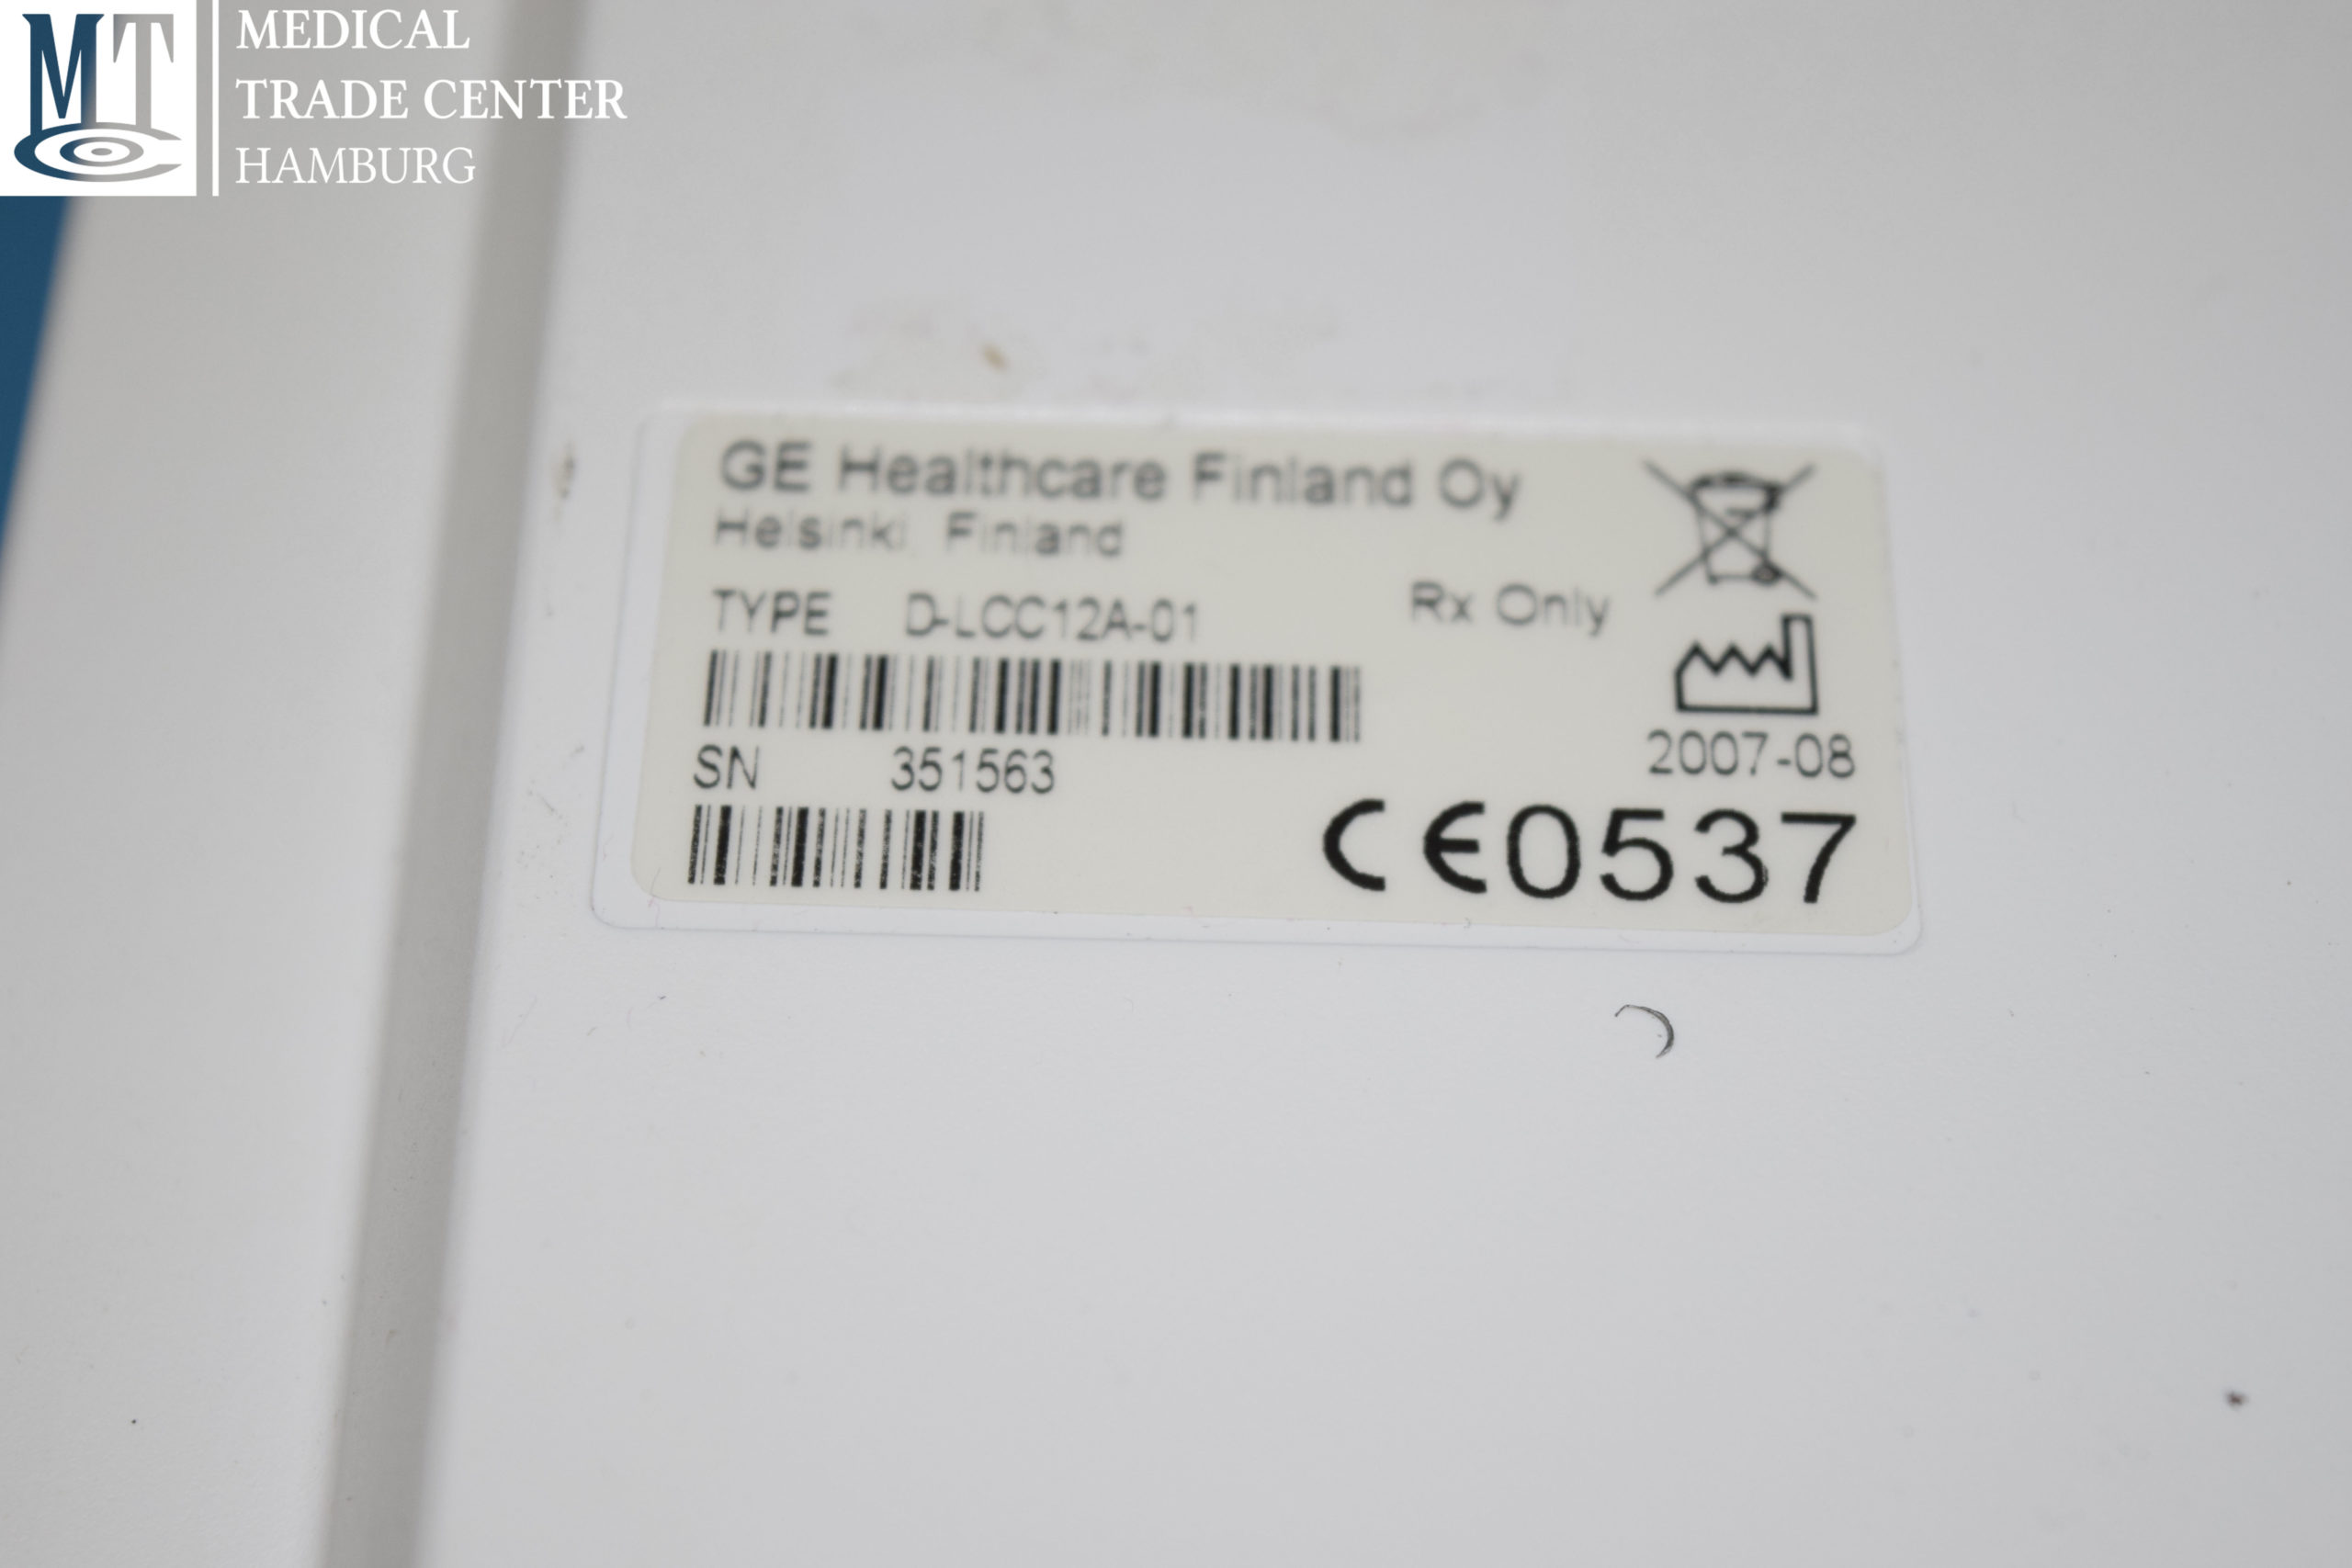 MTC
MEDICAL
TRADE CENTER
HAMBURG
GE Healthcare Finland Oy
Helsinki, Finland
TYPE D-LCC12A-01
Rx Only
SN 351563
2007-08
CE0537